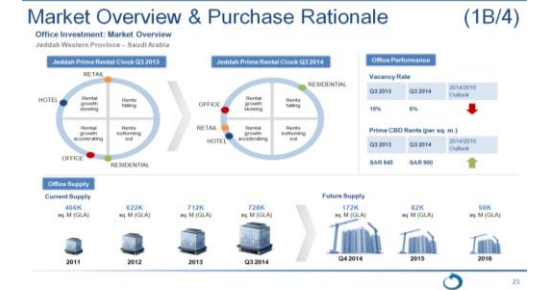 Market Overview & Purchase Rationale (1B/4)
Office Investment: Market Overview
Jeddah Western Province – Saudi Arabia
Jeddah Prime Rental Clock Q3 2013
Jeddah Prime Rental Clock Q3 2014
Office Performance
RETAIL
HOTEL
OFFICE
RESIDENTIAL
Rental growth slowing
Rents falling
Rental growth accelerating
Rents bottoming out
RESIDENTIAL
OFFICE
RETAIL
HOTEL
Rental growth slowing
Rents falling
Rental growth accelerating
Rents bottoming out
Vacancy Rate
Q3 2013 Q3 2014 2014/2015 Outlook
10% 6%
Prime CBD Rents (per sq. m.)
Q3 2013 Q3 2014 2014/2015 Outlook
SAR 845 SAR 900
Office Supply
Current Supply
466K 622K 712K 728K
sq. M (GLA) sq. M (GLA) sq. M (GLA) sq. M (GLA)
2011 2012 2013 Q3 2014
Future Supply
172K 82K 58K
sq. M (GLA) sq. M (GLA) sq. M (GLA)
Q4 2014 2015 2016
23